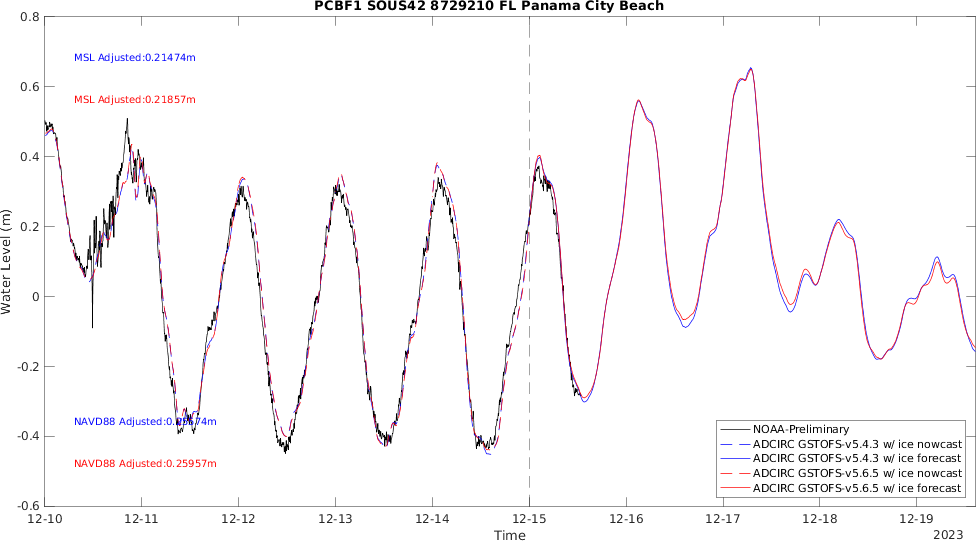 PCBF1 SOUS42 8729210 FL Panama City Beach
0.8
0.6
0.4
0.2
0
-0.2
-0.4
-0.6
Water Level (m)
MSL Adjusted:0.21474m
MSL Adjusted:0.21857m
NAVD88 Adjusted:
NAVD88 Adjusted:0.25957m
NOAA-Preliminary
ADCIRC GSTOFS-v5.4.3 w/ ice nowcast
ADCIRC GSTOFS-v5.4.3 w/ ice forecast
ADCIRC GSTOFS-v5.6.5 w/ ice nowcast
ADCIRC GSTOFS-v5.6.5 w/ ice forecast
12-10 12-11 12-12 12-13 12-14 12-15 12-16 12-17 12-18 12-19
Time
2023